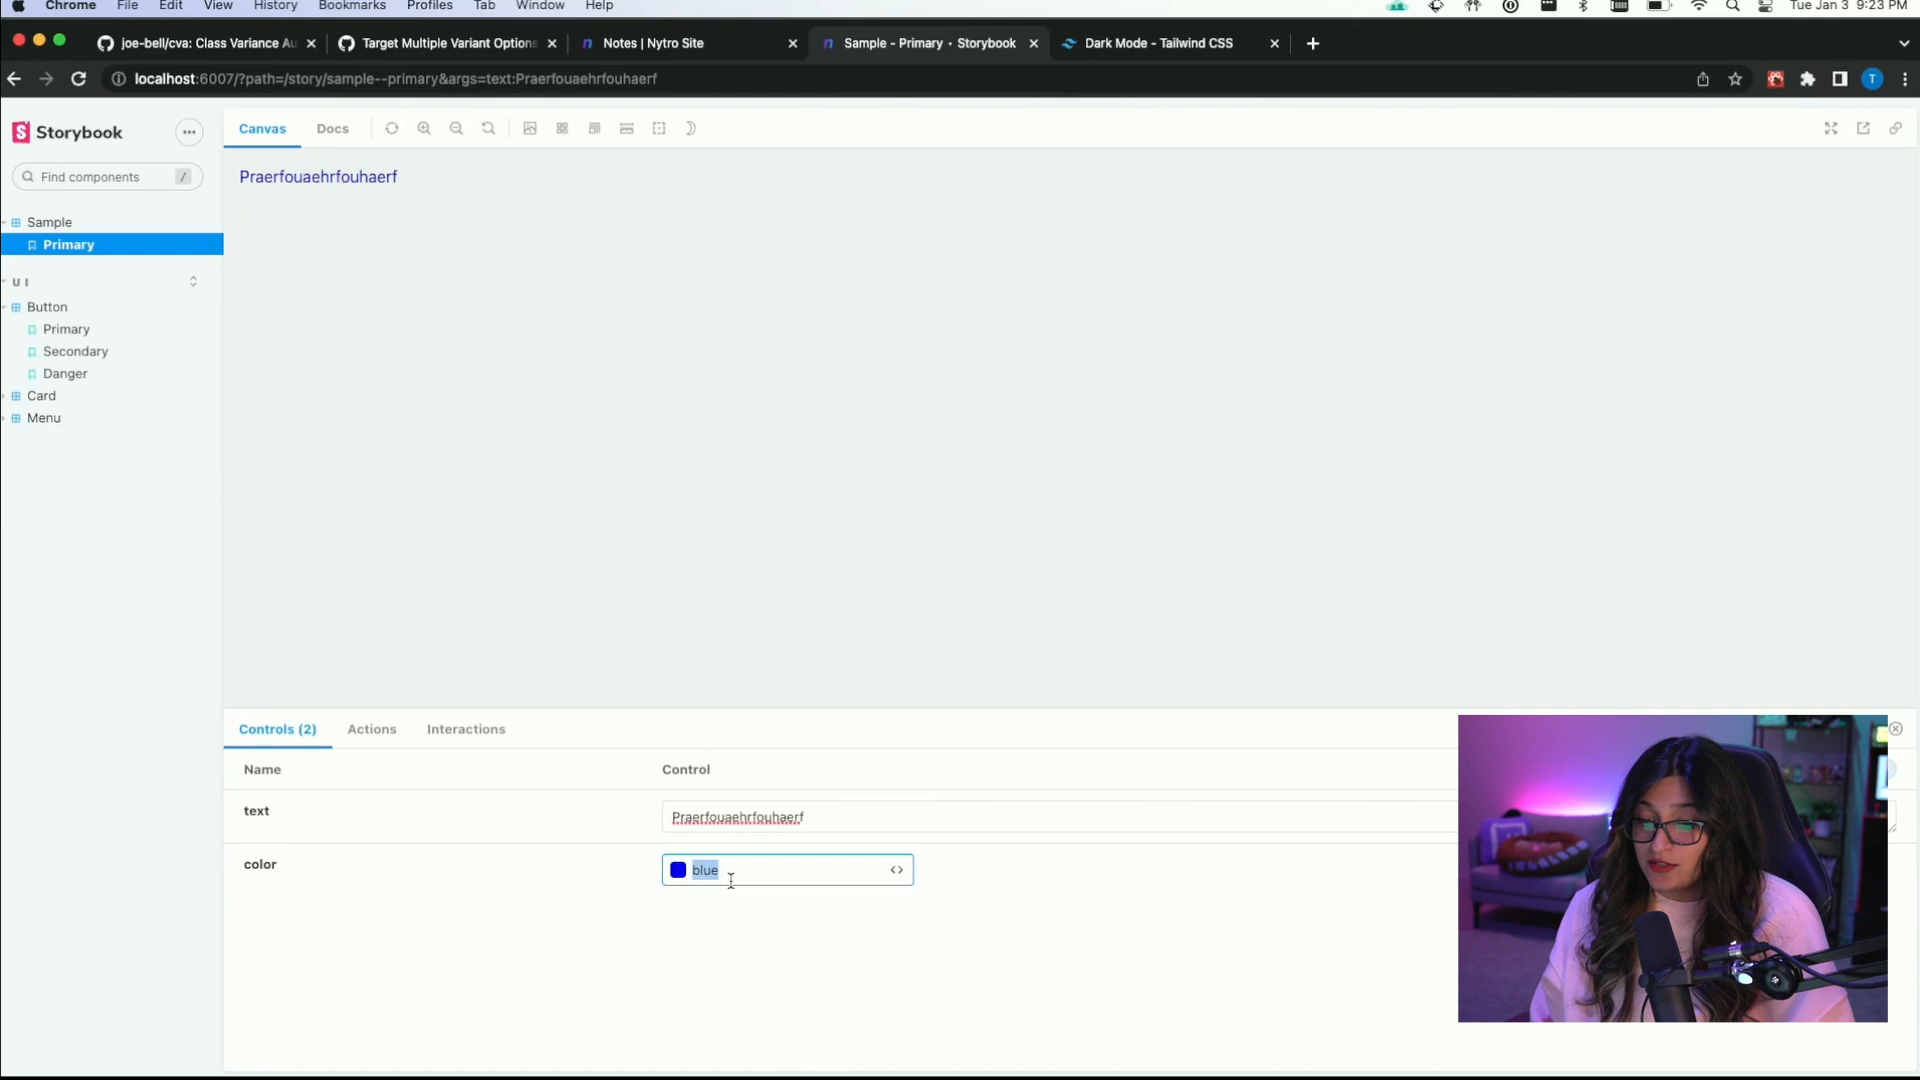 Chrome File Edit View History Bookmarks Profiles Tab Window Help Tue Jan 3 9:23 PM
joe-bell/cva: Class Variance Au Target Multiple Variant Options Notes | Nytro Site Sample - Primary • Storybook Dark Mode - Tailwind CSS
localhost:6007/?path=/story/sample--primary&args=text:Praerfouaehrfouhaerf T
Storybook
Canvas Docs
Find components /
Praerfouaehrfouhaerf
Sample
Primary
UI
Button
Primary
Secondary
Danger
Card
Menu
Controls (2) Actions Interactions
Name Control
text Praerfouaehrfouhaerf
color blue